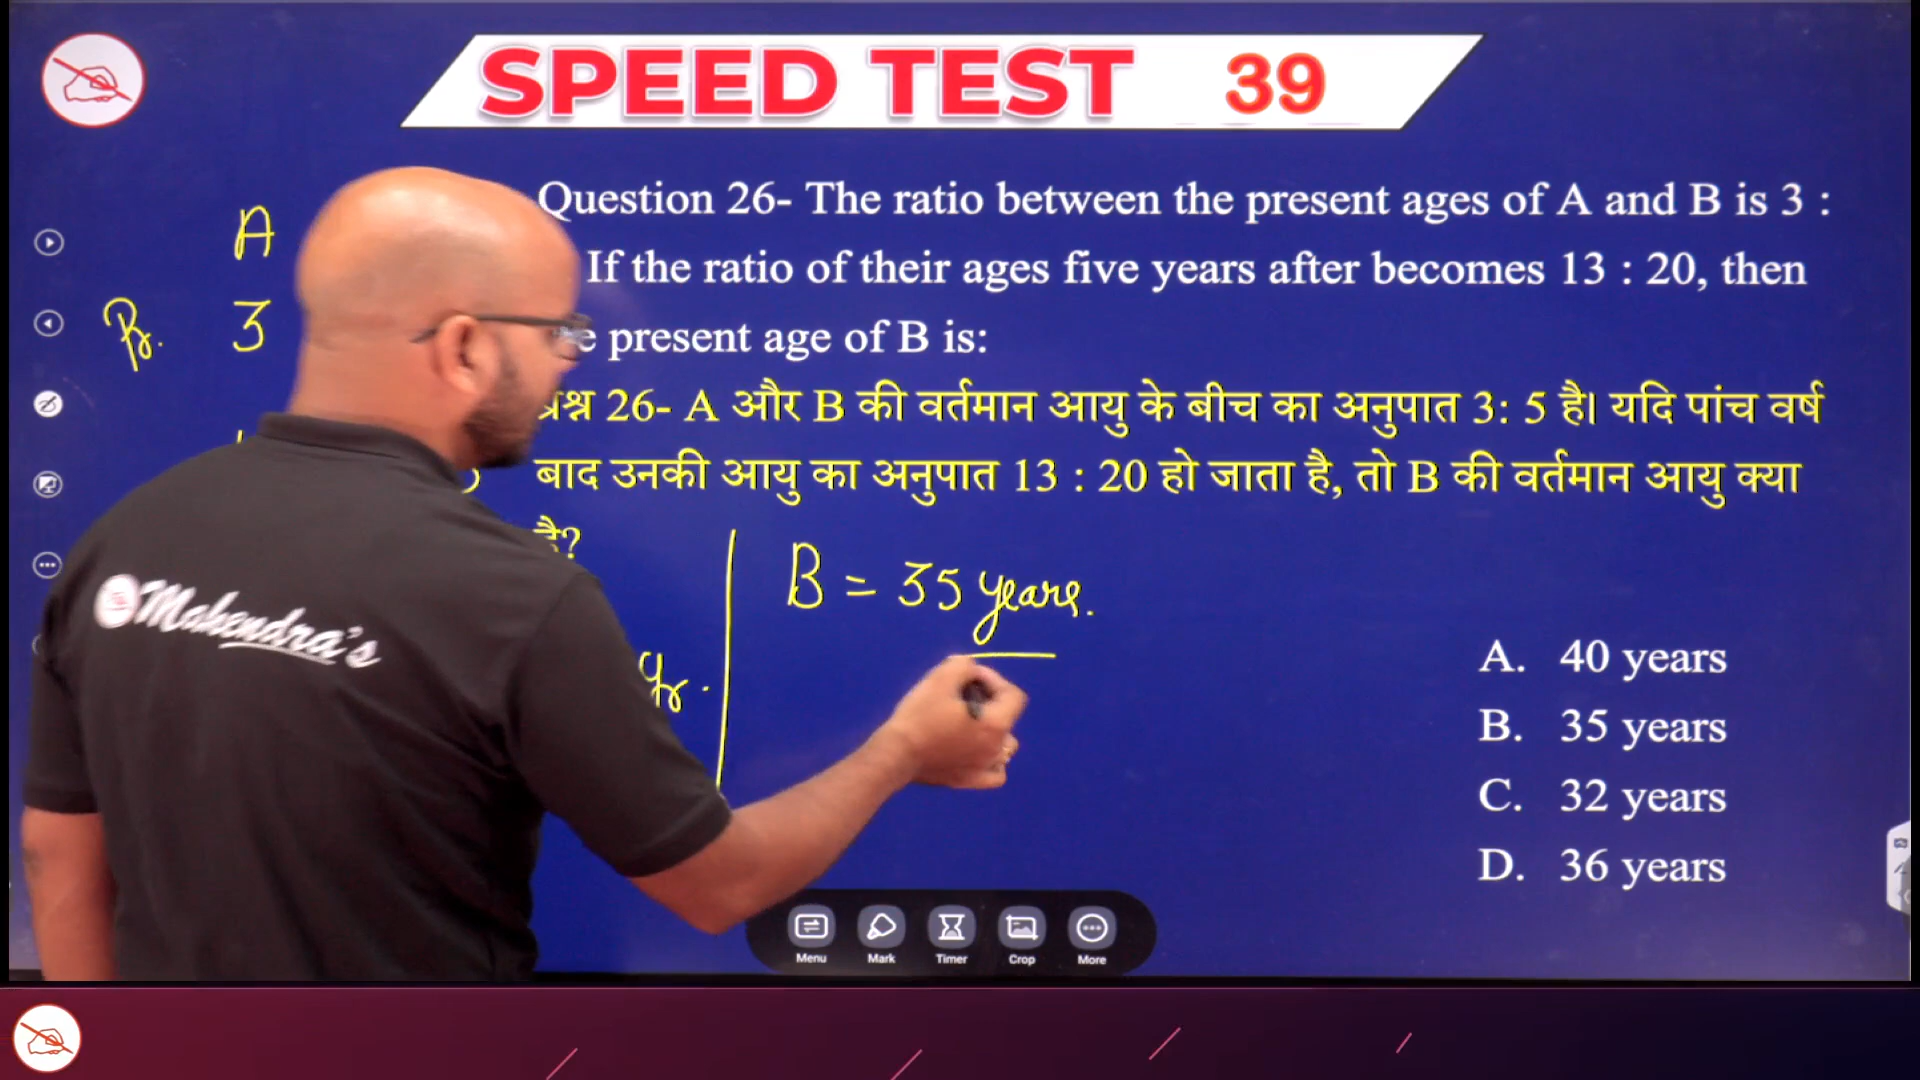 SPEED TEST 39
Question 26- The ratio between the present ages of A and B is 3 :
If the ratio of their ages five years after becomes 13 : 20, then
e present age of B is:
प्रश्न 26- A और B की वर्तमान आयु के बीच का अनुपात 3: 5 है। यदि पांच वर्ष
बाद उनकी आयु का अनुपात 13 : 20 हो जाता है, तो B की वर्तमान आयु क्या
है?
A
Pr. 3
yr.
B = 35 years.
A. 40 years
B. 35 years
C. 32 years
D. 36 years
Mahendra's
Menu Mark Timer Crop More